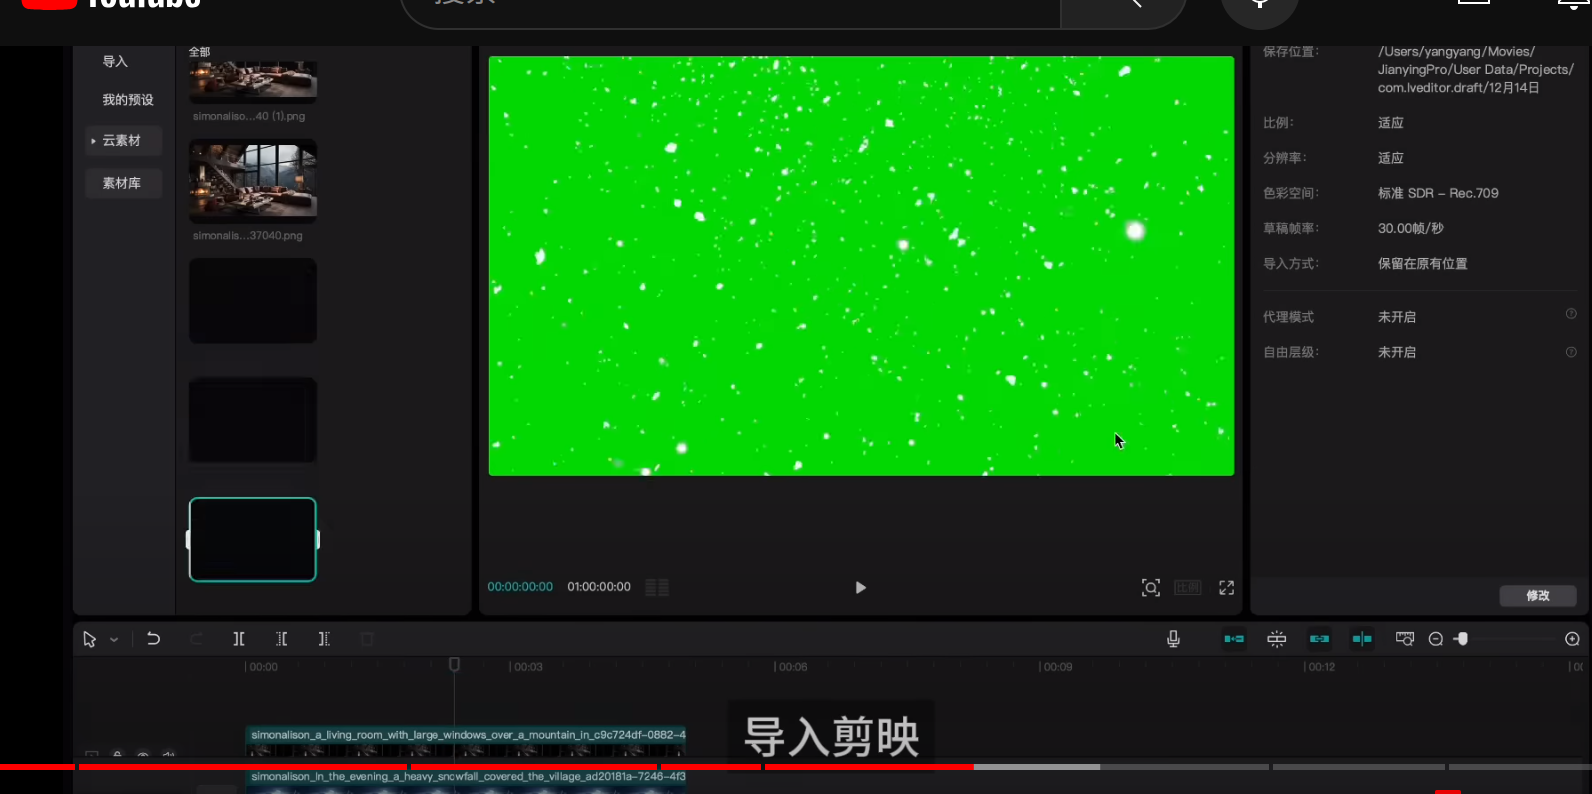 YouTube
搜索
导入
我的预设
云素材
素材库
全部
simonaliso...40 (1).png
simonalis...37040.png
00:00:00:00
01:00:00:00
比例
保存位置:
/Users/yangyang/Movies/
JianyingPro/User Data/Projects/
com.lveditor.draft/12月14日
比例:
适应
分辨率:
适应
色彩空间:
标准 SDR – Rec.709
草稿帧率:
30.00帧/秒
导入方式:
保留在原有位置
代理模式
未开启
自由层级:
未开启
修改
00:00
00:03
00:06
00:09
00:12
simonalison_a_living_room_with_large_windows_over_a_mountain_in_c9c724df-0882-4
导入剪映
simonalison_In_the_evening_a_heavy_snowfall_covered_the_village_ad20181a-7246-4f3